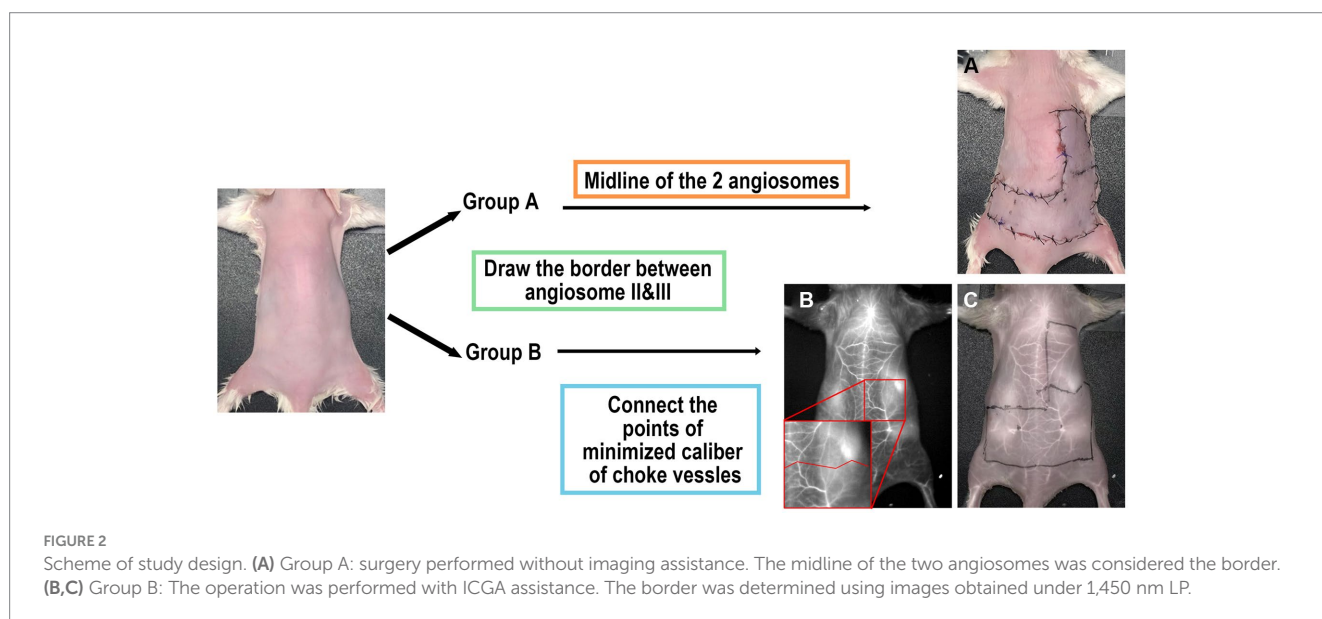 A
Midline of the 2 angiosomes
Group A
Draw the border between
angiosome II&III
B
C
Group B
Connect the
points of
minimized caliber
of choke vessles
FIGURE 2
Scheme of study design. (A) Group A: surgery performed without imaging assistance. The midline of the two angiosomes was considered the border.
(B,C) Group B: The operation was performed with ICGA assistance. The border was determined using images obtained under 1,450 nm LP.